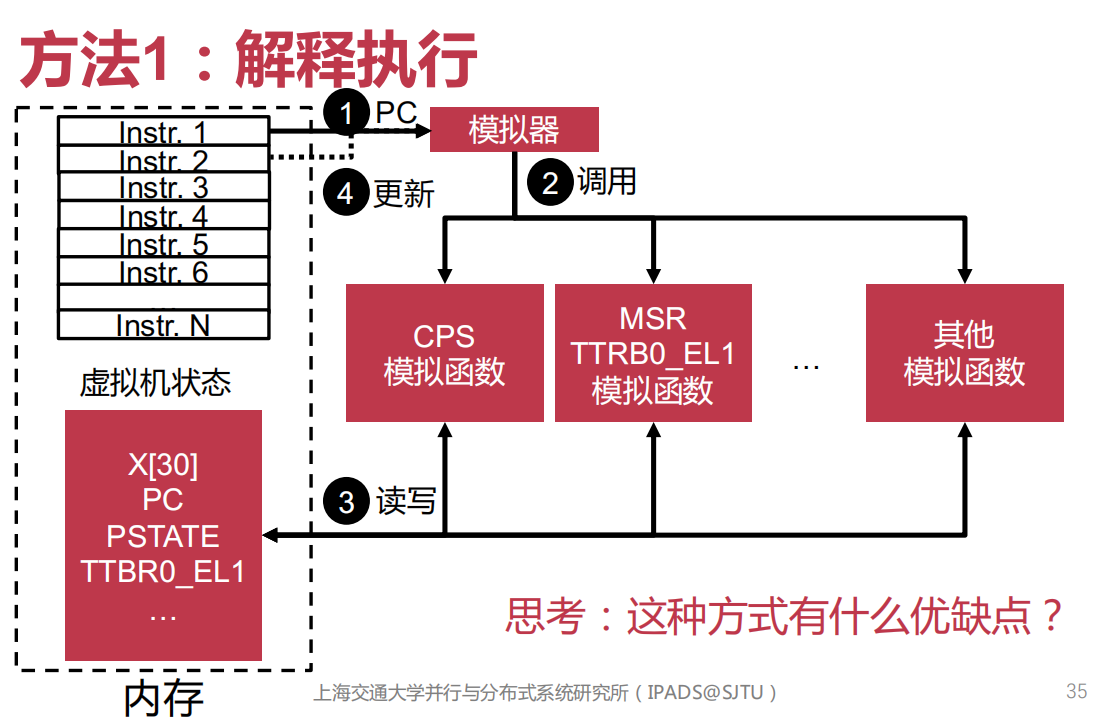 方法1：解释执行
Instr. 1
Instr. 2
Instr. 3
Instr. 4
Instr. 5
Instr. 6
…
Instr. N
1 PC
模拟器
2 调用
4 更新
CPS
模拟函数
MSR
TTRB0_EL1
模拟函数
…
其他
模拟函数
虚拟机状态
X[30]
PC
PSTATE
TTBR0_EL1
…
3 读写
思考：这种方式有什么优缺点？
内存
上海交通大学并行与分布式系统研究所（IPADS@SJTU）
35